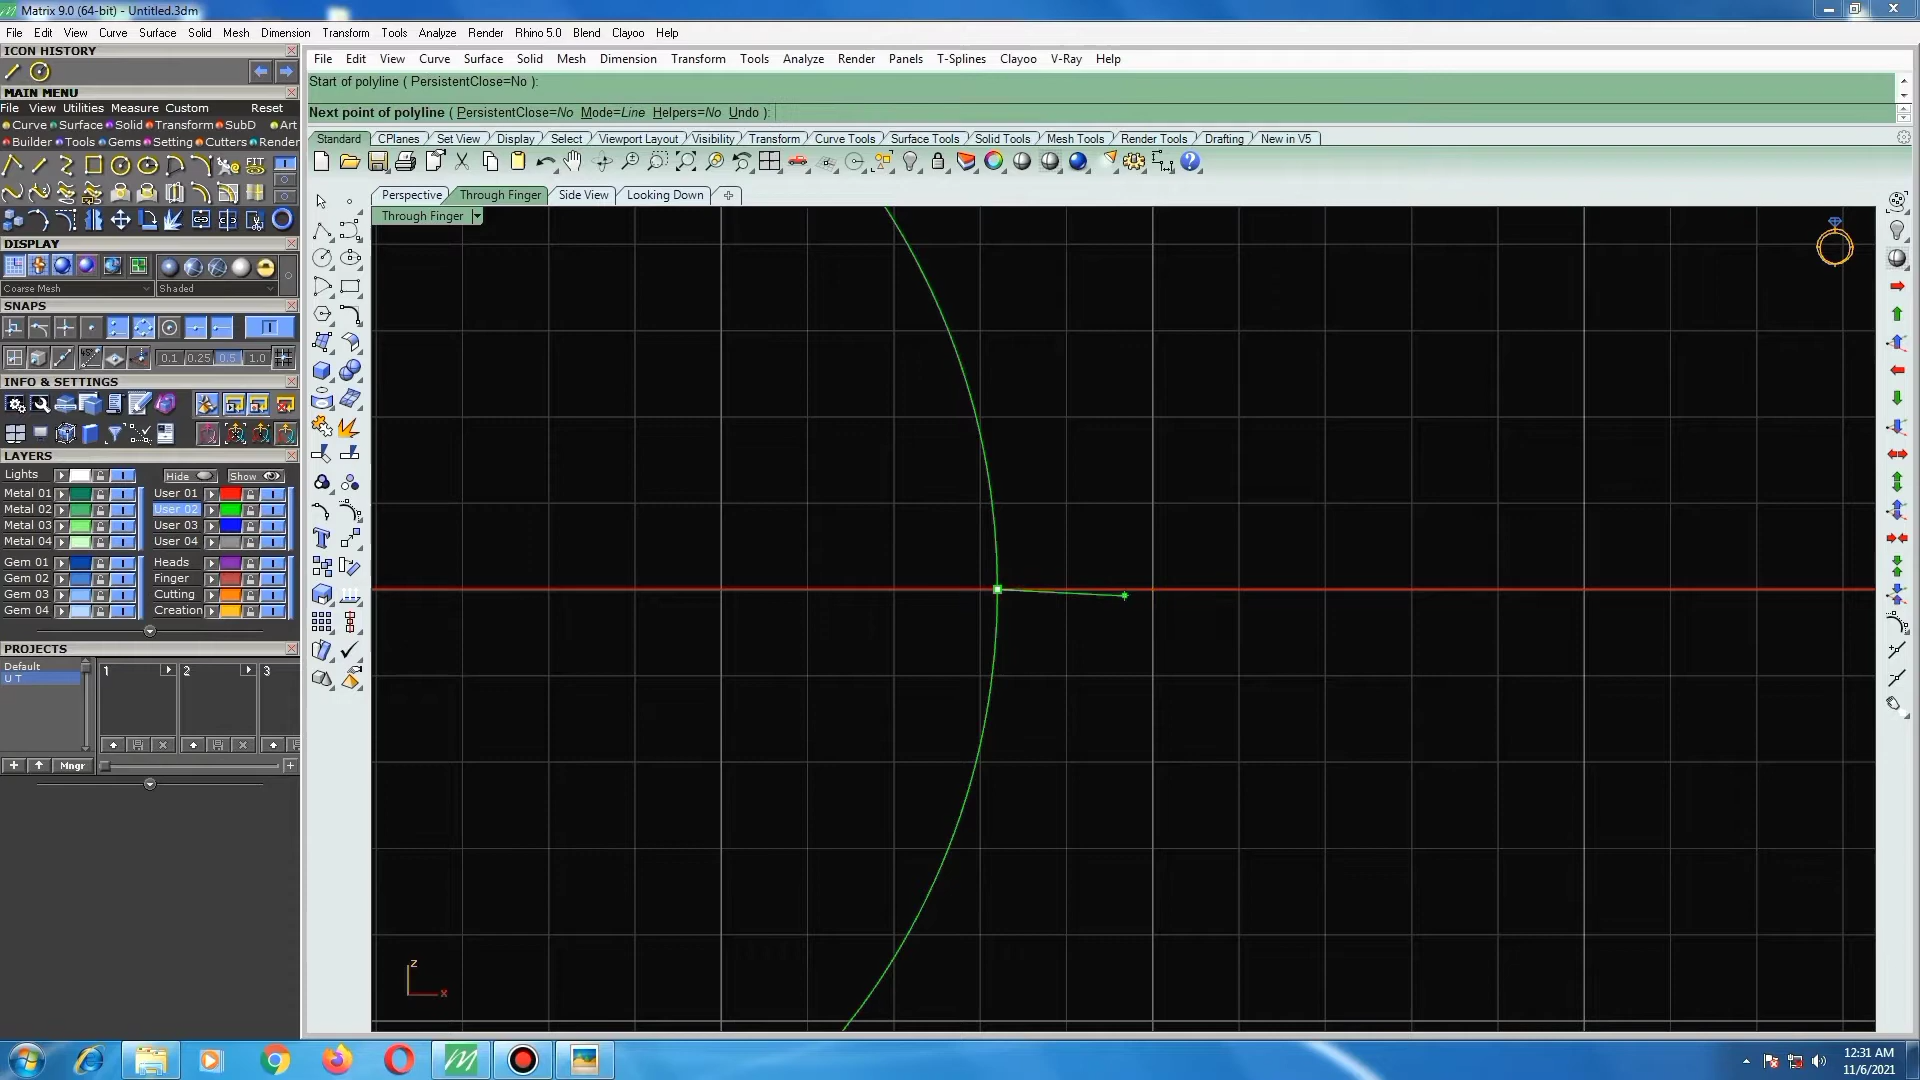 Matrix 9.0 (64-bit) - Untitled.3dm
File Edit View Curve Surface Solid Mesh Dimension Transform Tools Analyze Render Rhino 5.0 Blend Clayoo Help
ICON HISTORY
MAIN MENU
File View Utilities Measure Custom Reset
Curve Surface Solid Transform SubD Art
Builder Tools Gems Setting Cutters Render
FIT
DISPLAY
Coarse Mesh Shaded
SNAPS
0.1 0.25 0.5 1.0
INFO & SETTINGS
LAYERS
Lights Hide Show
Metal 01 User 01
Metal 02 User 02
Metal 03 User 03
Metal 04 User 04
Gem 01 Heads
Gem 02 Finger
Gem 03 Cutting
Gem 04 Creation
PROJECTS
Default 1 2 3
U T
Mngr
File Edit View Curve Surface Solid Mesh Dimension Transform Tools Analyze Render Panels T-Splines Clayoo V-Ray Help
Start of polyline ( PersistentClose=No ):
Next point of polyline ( PersistentClose=No Mode=Line Helpers=No Undo ):
Standard CPlanes Set View Display Select Viewport Layout Visibility Transform Curve Tools Surface Tools Solid Tools Mesh Tools Render Tools Drafting New in V5
Perspective Through Finger Side View Looking Down
Through Finger
z
x
12:31 AM
11/6/2021